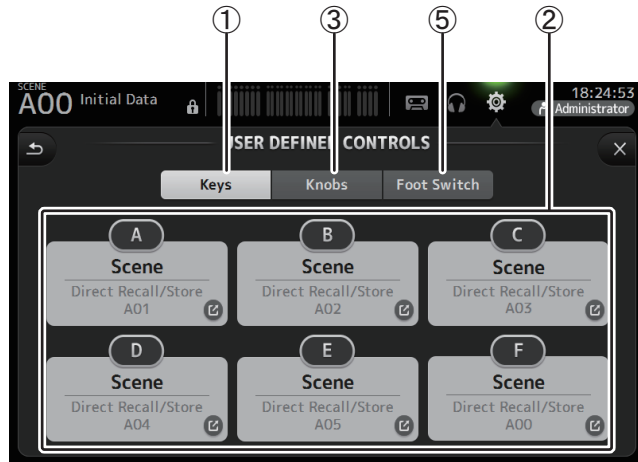 ① ③ ⑤ ②
SCENE
A00 Initial Data
18:24:53
Administrator
USER DEFINED CONTROLS
Keys Knobs Foot Switch
A B C
Scene Scene Scene
Direct Recall/Store Direct Recall/Store Direct Recall/Store
A01 A02 A03
D E F
Scene Scene Scene
Direct Recall/Store Direct Recall/Store Direct Recall/Store
A04 A05 A00